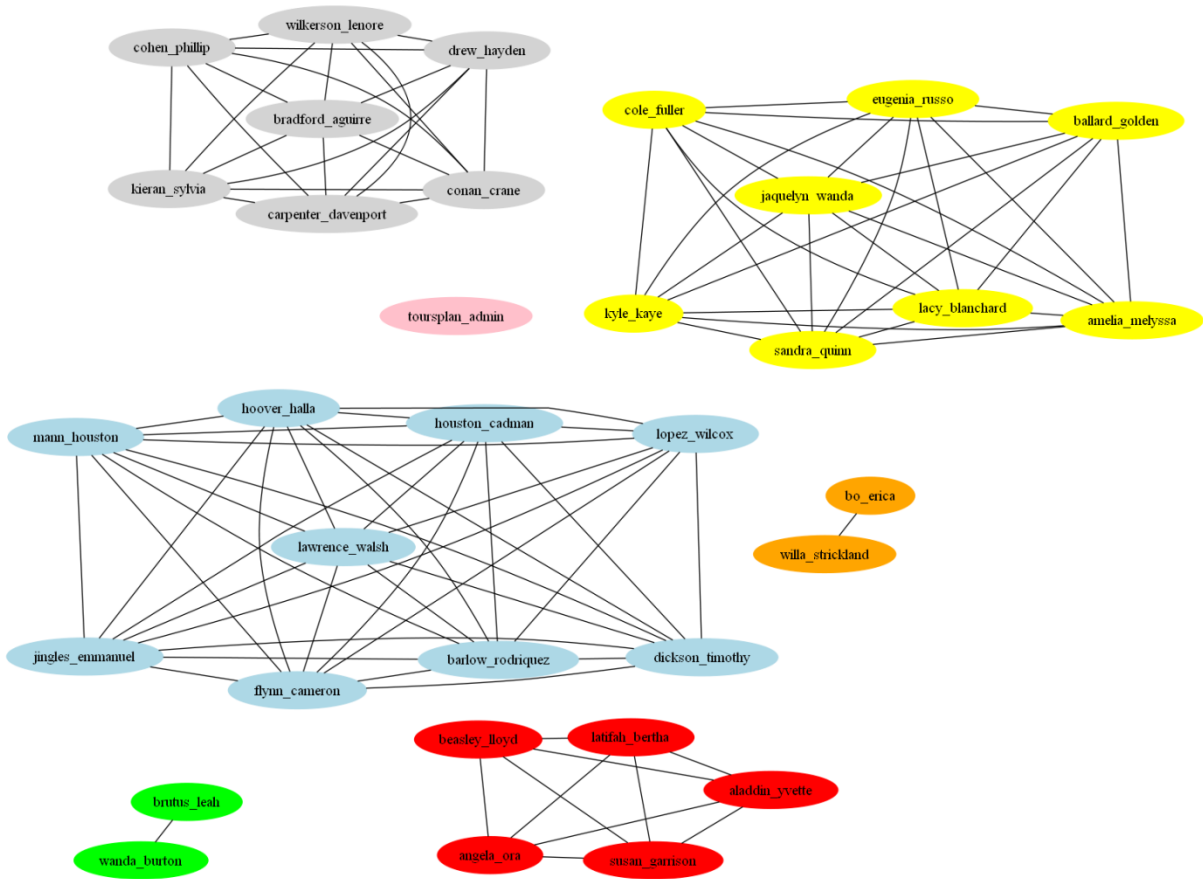 wilkerson_lenore
cohen_phillip
drew_hayden
bradford_aguirre
kieran_sylvia
conan_crane
carpenter_davenport
eugenia_russo
cole_fuller
ballard_golden
jaquelyn_wanda
lacy_blanchard
kyle_kaye
amelia_melyssa
sandra_quinn
toursplan_admin
hoover_halla
houston_cadman
mann_houston
lopez_wilcox
lawrence_walsh
jingles_emmanuel
barlow_rodriquez
dickson_timothy
flynn_cameron
bo_erica
willa_strickland
beasley_lloyd
latifah_bertha
aladdin_yvette
angela_ora
susan_garrison
brutus_leah
wanda_burton